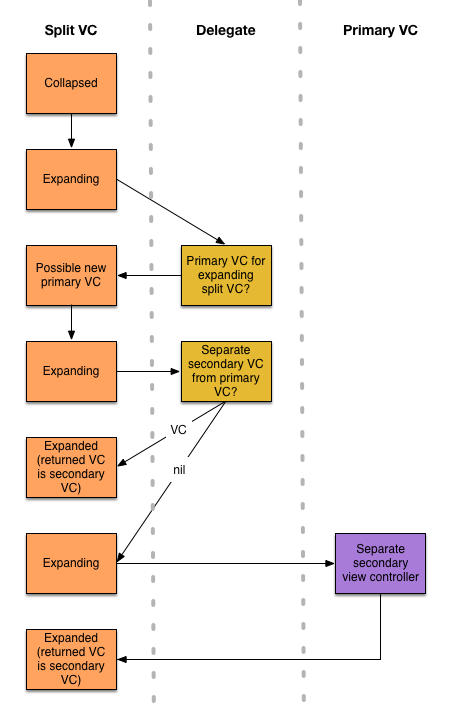 Split VC
Delegate
Primary VC
Collapsed
Expanding
Possible new
primary VC
Primary VC for
expanding
split VC?
Expanding
Separate
secondary VC
from primary
VC?
VC
Expanded
(returned VC
is secondary
VC)
nil
Expanding
Separate
secondary
view controller
Expanded
(returned VC
is secondary
VC)